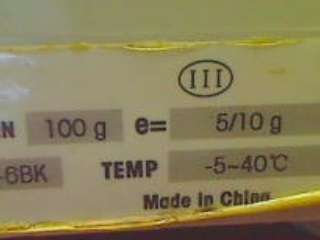 III
N 100 g e= 5/10 g
-6BK TEMP -5~40℃
Made in China